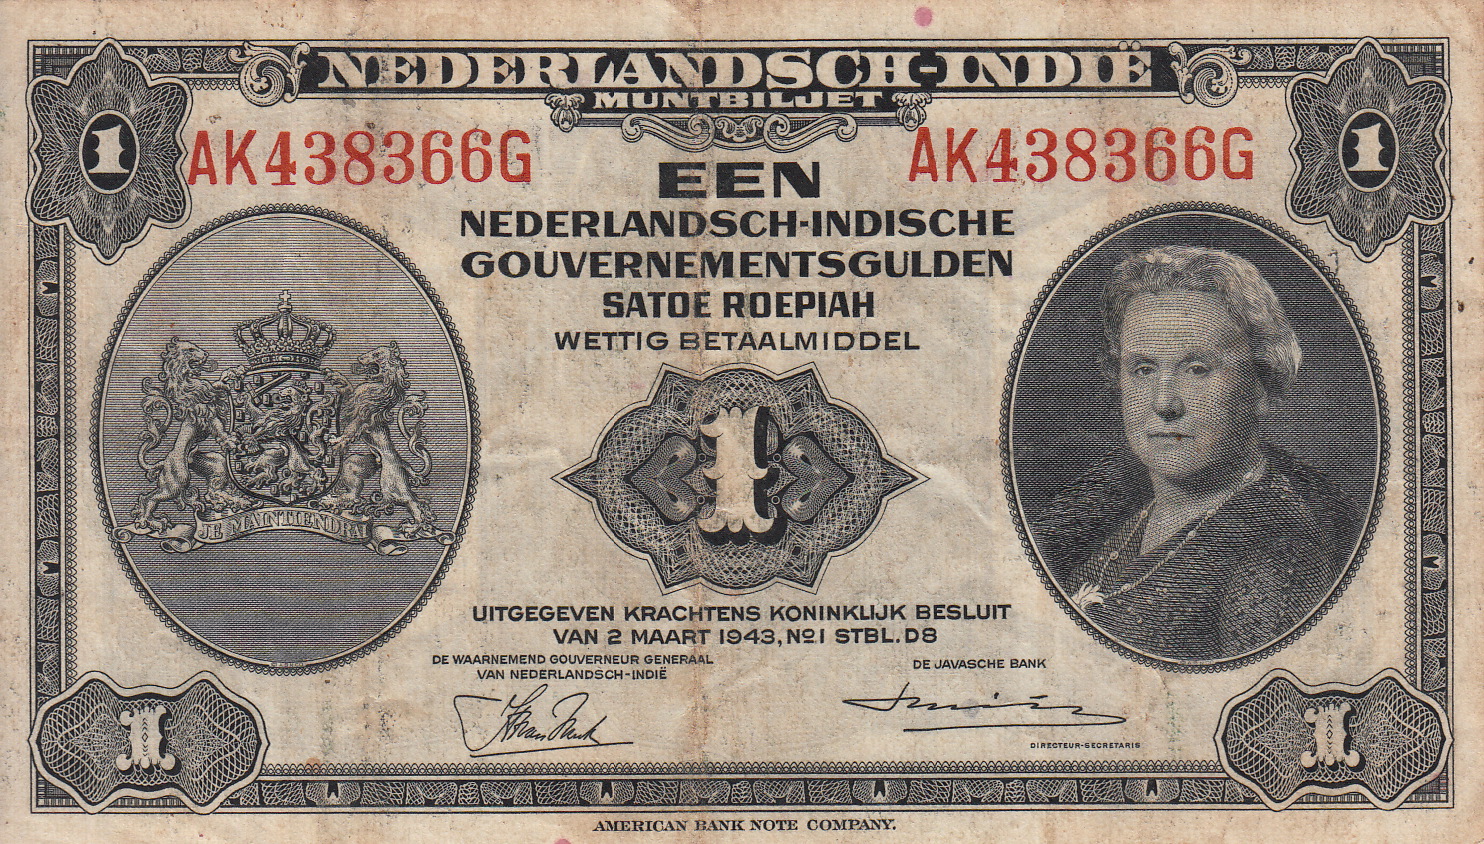 NEDERLANDSCH-INDIË
MUNTBILJET
1
1
AK438366G
AK438366G
EEN
NEDERLANDSCH-INDISCHE
GOUVERNEMENTSGULDEN
SATOE ROEPIAH
WETTIG BETAALMIDDEL
JE MAINTIENDRAI
1
UITGEGEVEN KRACHTENS KONINKLIJK BESLUIT
VAN 2 MAART 1943, No. 1 STBL. D8
DE WAARNEMEND GOUVERNEUR GENERAAL
VAN NEDERLANDSCH-INDIË
DE JAVASCHE BANK
DIRECTEUR-SECRETARIS
1
1
AMERICAN BANK NOTE COMPANY.